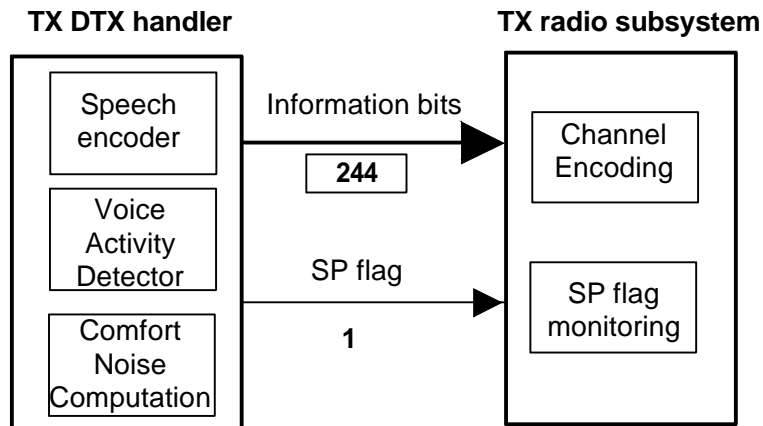 TX DTX handler
TX radio subsystem
Speech
encoder
Information bits
244
Channel
Encoding
Voice
Activity
Detector
SP flag
1
SP flag
monitoring
Comfort
Noise
Computation